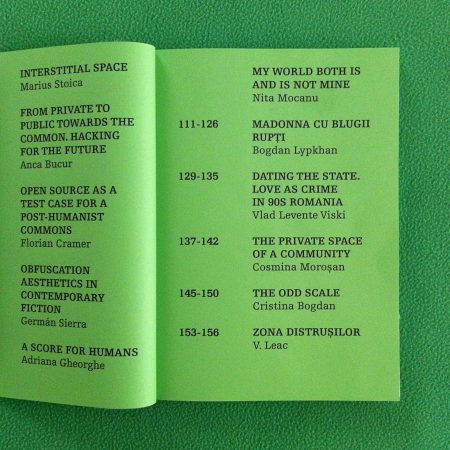 INTERSTITIAL SPACE
Marius Stoica
FROM PRIVATE TO
PUBLIC TOWARDS THE
COMMON. HACKING
FOR THE FUTURE
Anca Bucur
OPEN SOURCE AS A
TEST CASE FOR A
POST-HUMANIST
COMMONS
Florian Cramer
OBFUSCATION
AESTHETICS IN
CONTEMPORARY
FICTION
Germán Sierra
A SCORE FOR HUMANS
Adriana Gheorghe
MY WORLD BOTH IS
AND IS NOT MINE
Nita Mocanu
111-126 MADONNA CU BLUGII
RUPȚI
Bogdan Lypkhan
129-135 DATING THE STATE.
LOVE AS CRIME
IN 90S ROMANIA
Vlad Levente Viski
137-142 THE PRIVATE SPACE
OF A COMMUNITY
Cosmina Moroșan
145-150 THE ODD SCALE
Cristina Bogdan
153-156 ZONA DISTRUȘILOR
V. Leac